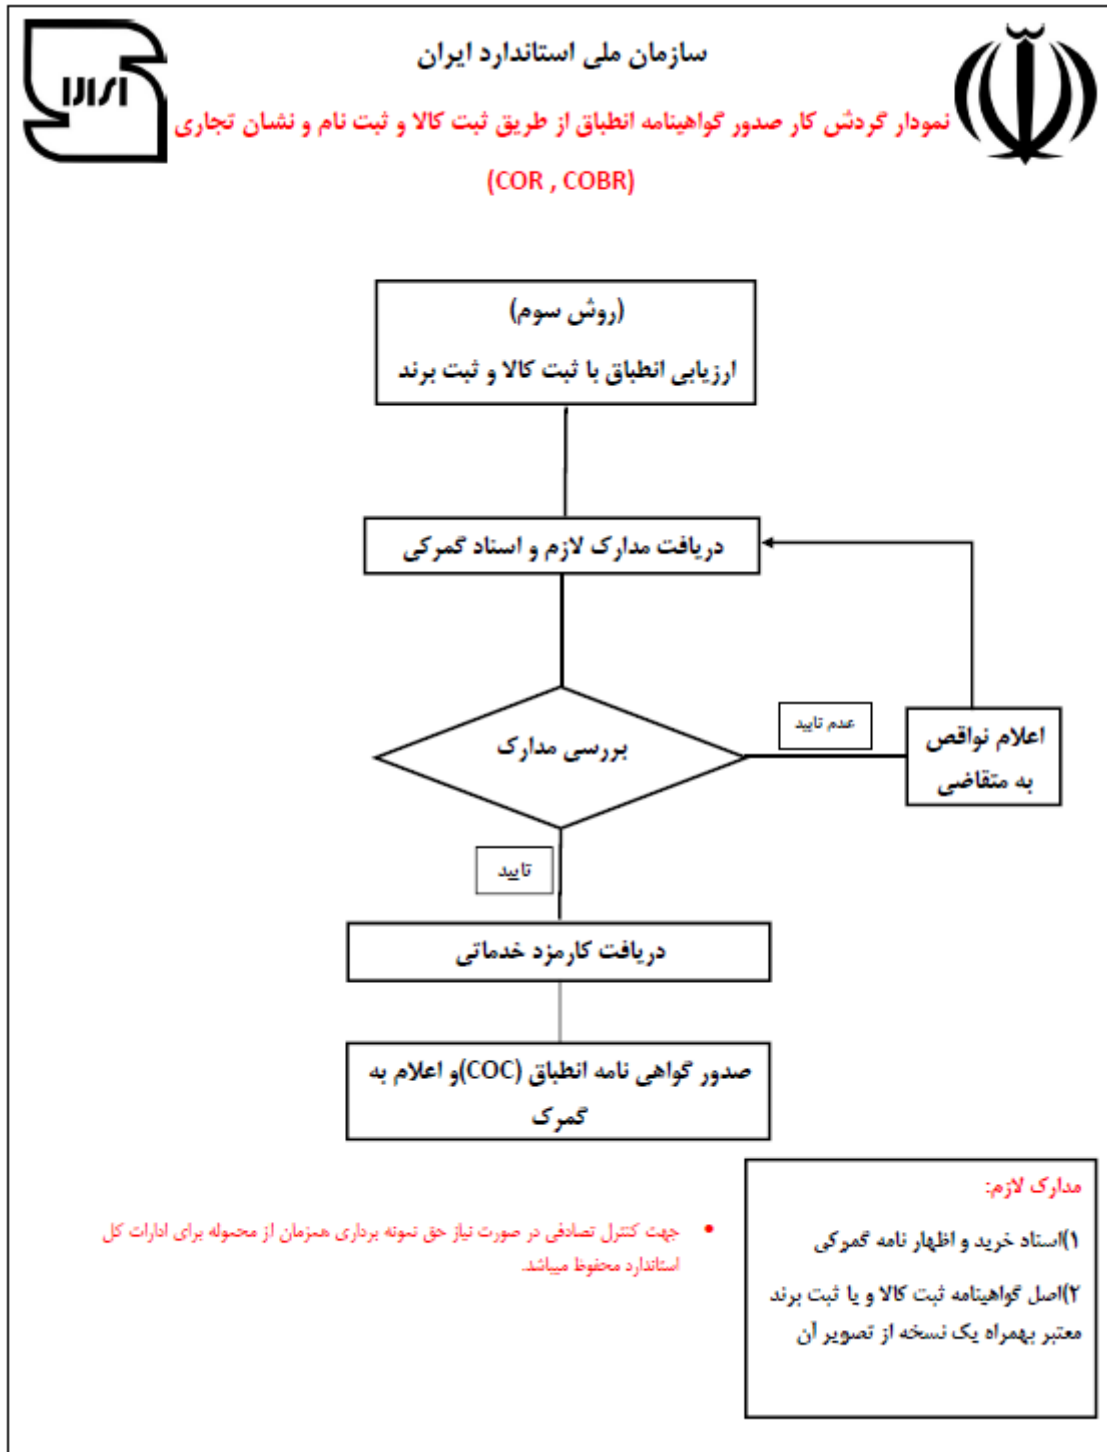 سازمان ملی استاندارد ایران
نمودار گردش کار صدور گواهینامه انطباق از طریق ثبت کالا و ثبت نام و نشان تجاری
(COR , COBR)
(روش سوم)
ارزیابی انطباق با ثبت کالا و ثبت برند
دریافت مدارک لازم و اسناد گمرکی
بررسی مدارک
عدم تایید
اعلام نواقص
به متقاضی
تایید
دریافت کارمزد خدماتی
صدور گواهی نامه انطباق (COC)و اعلام به
گمرک
مدارک لازم:
۱)اسناد خرید و اظهار نامه گمرکی
۲)اصل گواهینامه ثبت کالا و یا ثبت برند
معتبر بهمراه یک نسخه از تصویر آن
• جهت کنترل تصادفی در صورت نیاز حق نمونه برداری همزمان از محموله برای ادارات کل
استاندارد محفوظ میباشد.